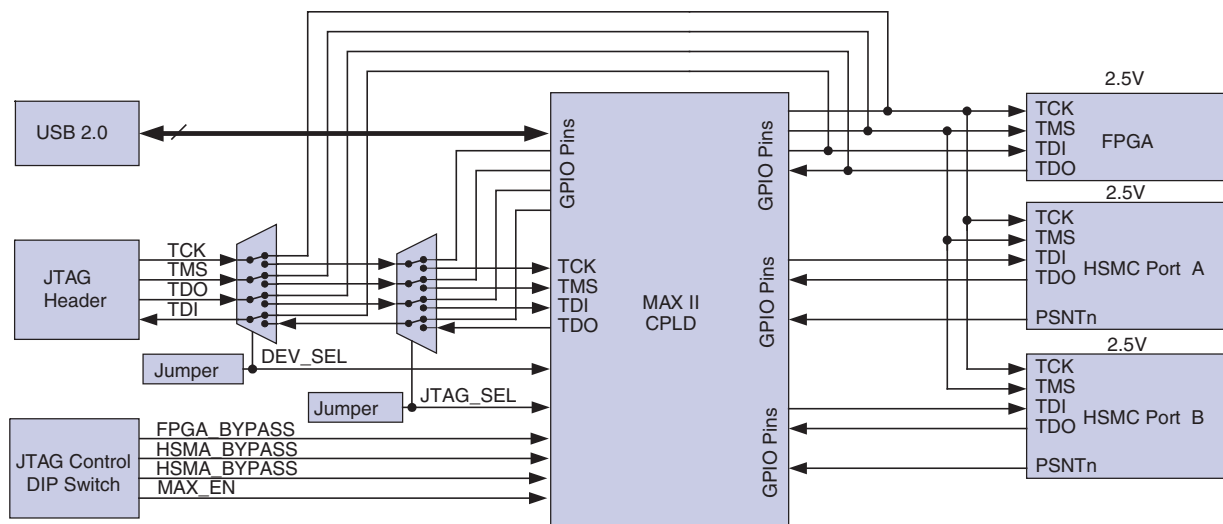 USB 2.0
JTAG
Header
TCK
TMS
TDO
TDI
Jumper
DEV_SEL
Jumper
JTAG_SEL
JTAG Control
DIP Switch
FPGA_BYPASS
HSMA_BYPASS
HSMA_BYPASS
MAX_EN
GPIO Pins
TCK
TMS
TDI
TDO
MAX II
CPLD
GPIO Pins
GPIO Pins
GPIO Pins
2.5V
TCK
TMS
TDI
TDO
FPGA
2.5V
TCK
TMS
TDI
TDO
PSNTn
HSMC Port A
2.5V
TCK
TMS
TDI
TDO
PSNTn
HSMC Port B